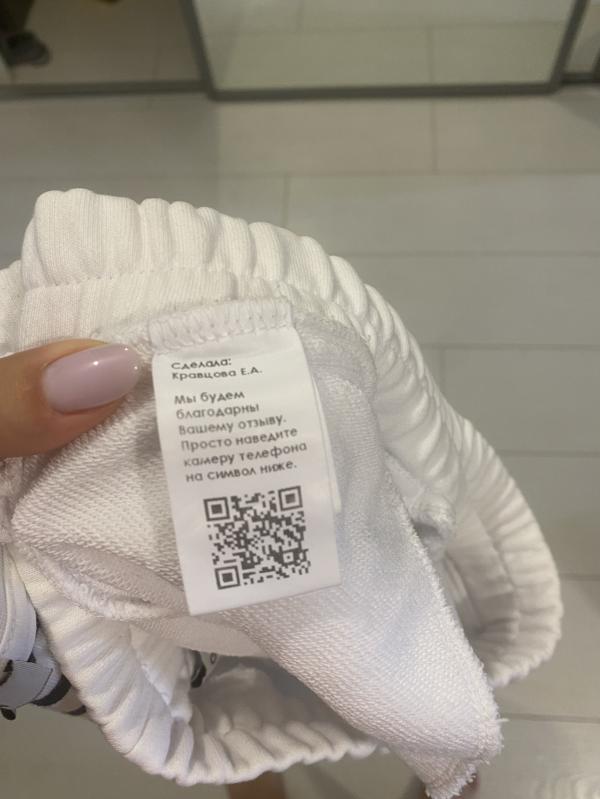 Сделала:
Кравцова Е.А.
Мы будем
благодарны
Вашему отзыву.
Просто наведите
камеру телефона
на символ ниже.